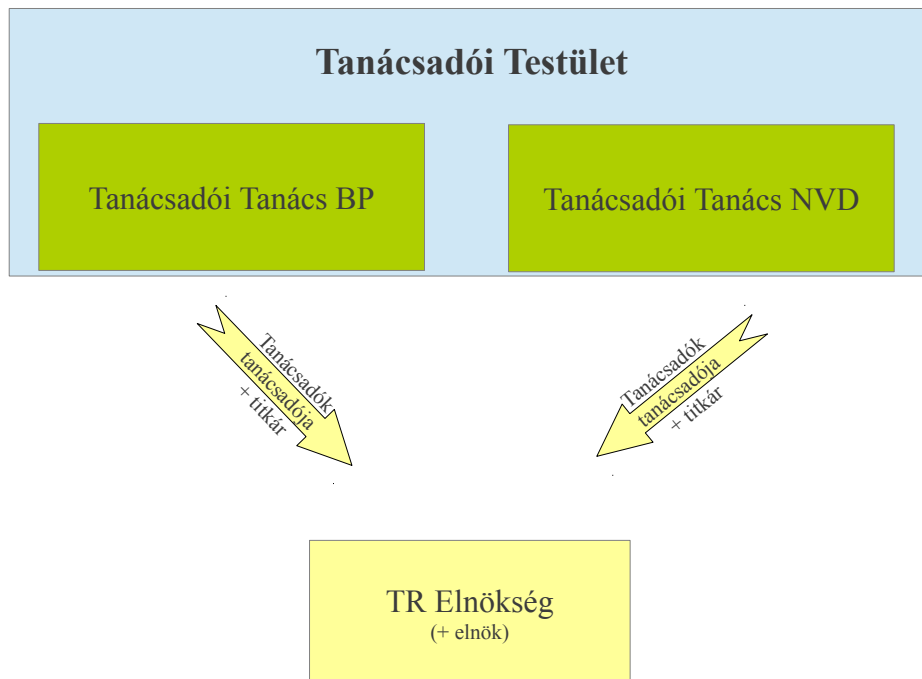 Tanácsadói Testület
Tanácsadói Tanács BP
Tanácsadói Tanács NVD
Tanácsadók
tanácsadója
+ titkár
Tanácsadók
tanácsadója
+ titkár
TR Elnökség
(+ elnök)